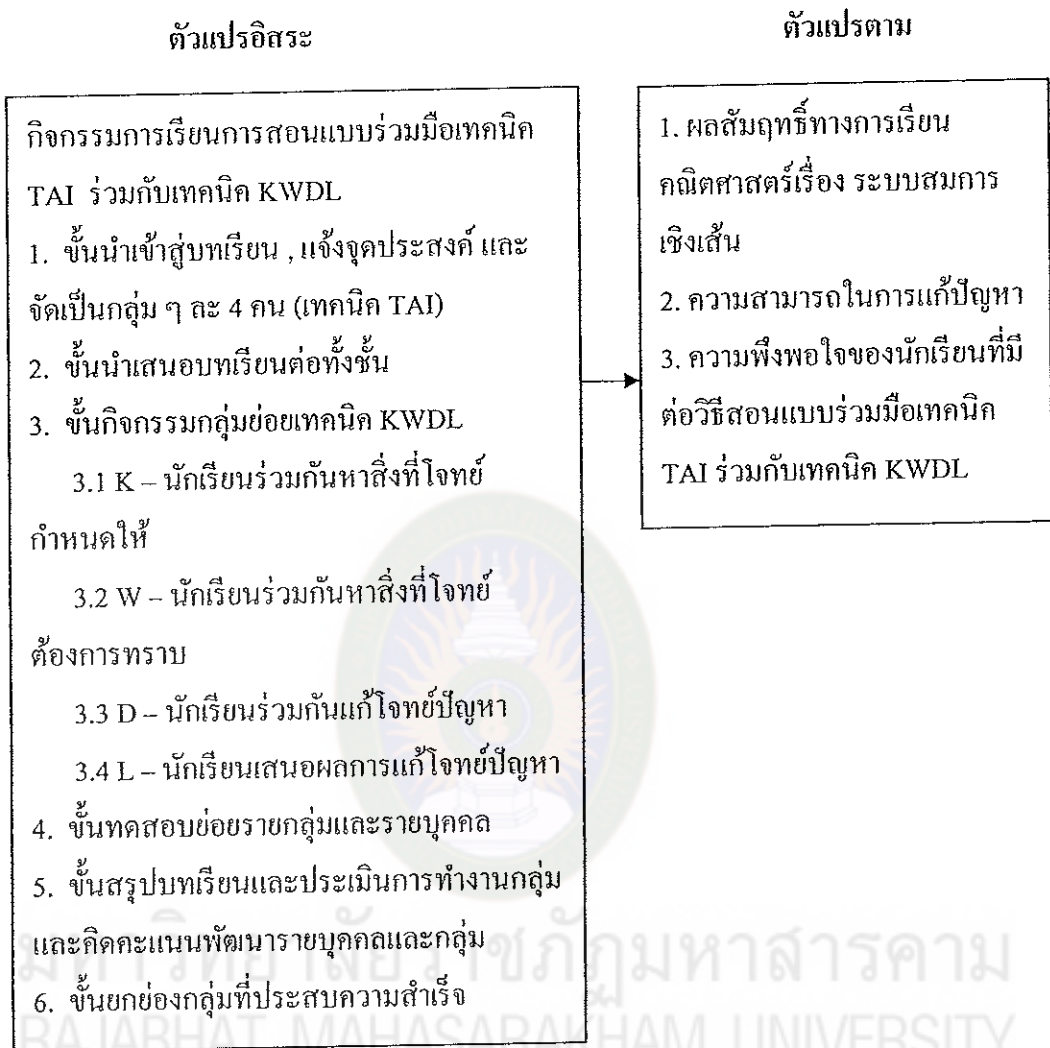 ตัวแปรอิสระ
กิจกรรมการเรียนการสอนแบบร่วมมือเทคนิค
TAI ร่วมกับเทคนิค KWDL
1. ขั้นนำเข้าสู่บทเรียน , แจ้งจุดประสงค์ และ
จัดเป็นกลุ่ม ๆ ละ 4 คน (เทคนิค TAI)
2. ขั้นนำเสนอบทเรียนต่อทั้งชั้น
3. ขั้นกิจกรรมกลุ่มย่อยเทคนิค KWDL
3.1 K – นักเรียนร่วมกันหาสิ่งที่โจทย์
กำหนดให้
3.2 W – นักเรียนร่วมกันหาสิ่งที่โจทย์
ต้องการทราบ
3.3 D – นักเรียนร่วมกันแก้โจทย์ปัญหา
3.4 L – นักเรียนเสนอผลการแก้โจทย์ปัญหา
4. ขั้นทดสอบย่อยรายกลุ่มและรายบุคคล
5. ขั้นสรุปบทเรียนและประเมินการทำงานกลุ่ม
และคิดคะแนนพัฒนารายบุคคลและกลุ่ม
6. ขั้นยกย่องกลุ่มที่ประสบความสำเร็จ
ตัวแปรตาม
1. ผลสัมฤทธิ์ทางการเรียน
คณิตศาสตร์เรื่อง ระบบสมการ
เชิงเส้น
2. ความสามารถในการแก้ปัญหา
3. ความพึงพอใจของนักเรียนที่มี
ต่อวิธีสอนแบบร่วมมือเทคนิค
TAI ร่วมกับเทคนิค KWDL
มหาวิทยาลัยราชภัฏมหาสารคาม
RAJABHAT MAHASARAKHAM UNIVERSITY